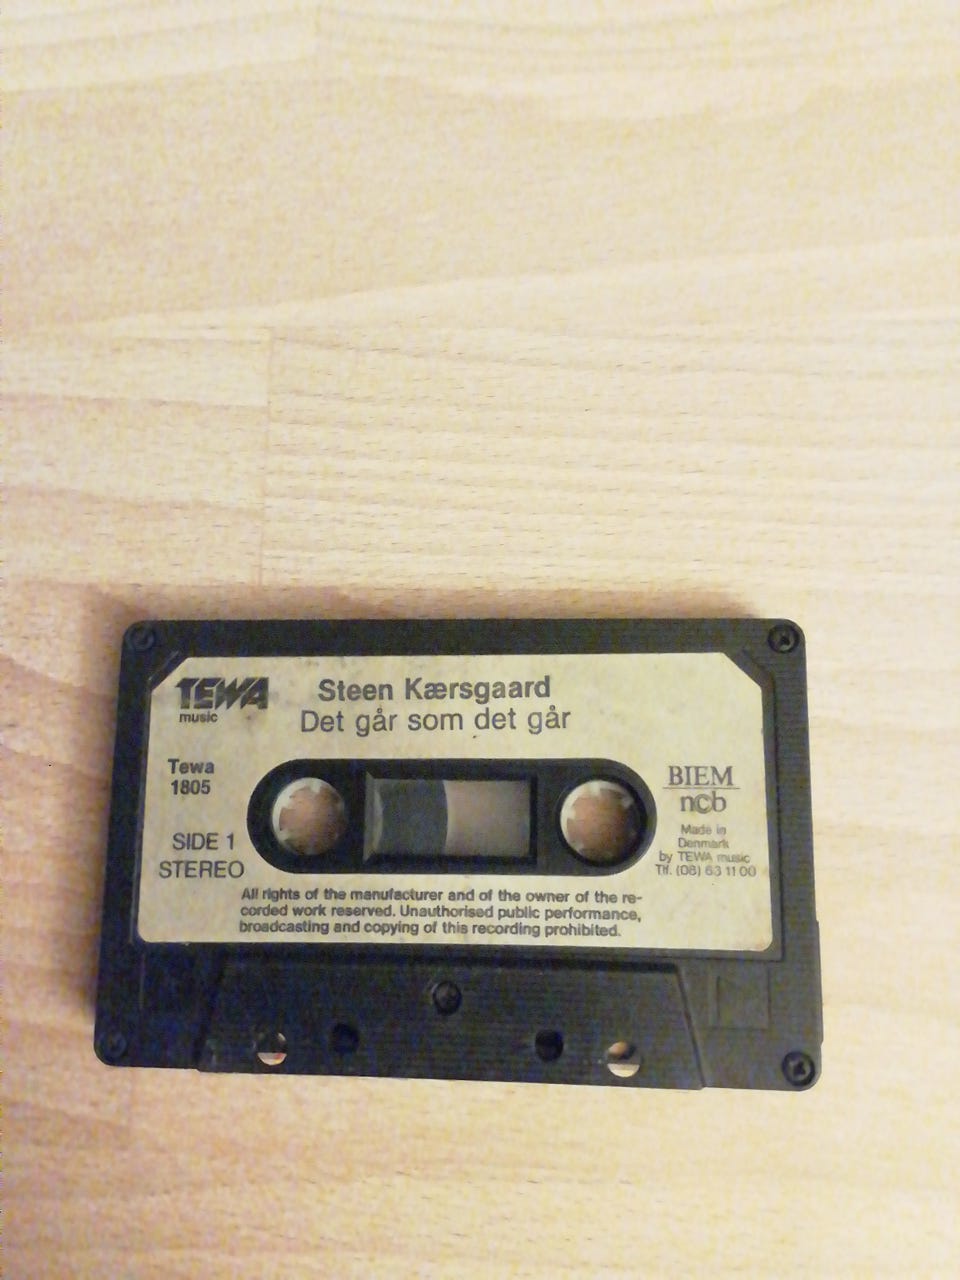 TEWA
music
Steen Kærsgaard
Det går som det går
Tewa
1805
SIDE 1
STEREO
BIEM
ncb
Made in
Denmark
by TEWA music
Tlf. (08) 63 11 00
All rights of the manufacturer and of the owner of the re-
corded work reserved. Unauthorised public performance,
broadcasting and copying of this recording prohibited.